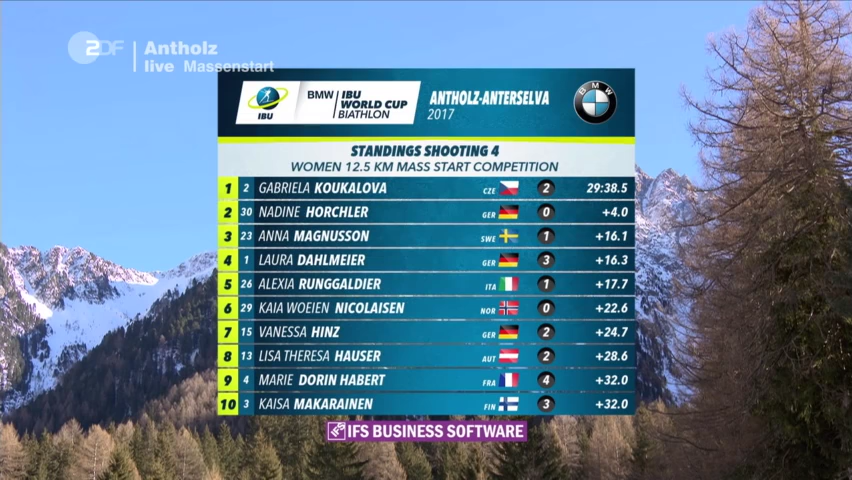 ZDF Antholz
live Massenstart
IBU
BMW IBU WORLD CUP BIATHLON
ANTHOLZ-ANTERSELVA
2017
BMW
STANDINGS SHOOTING 4
WOMEN 12.5 KM MASS START COMPETITION
1 2 GABRIELA KOUKALOVA CZE 2 29:38.5
2 30 NADINE HORCHLER GER 0 +4.0
3 23 ANNA MAGNUSSON SWE 1 +16.1
4 1 LAURA DAHLMEIER GER 3 +16.3
5 26 ALEXIA RUNGGALDIER ITA 1 +17.7
6 29 KAIA WOEIEN NICOLAISEN NOR 0 +22.6
7 15 VANESSA HINZ GER 2 +24.7
8 13 LISA THERESA HAUSER AUT 2 +28.6
9 4 MARIE DORIN HABERT FRA 4 +32.0
10 3 KAISA MAKARAINEN FIN 3 +32.0
IFS IFS BUSINESS SOFTWARE